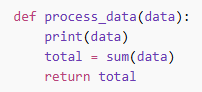 def process_data(data):
    print(data)
    total = sum(data)
    return total